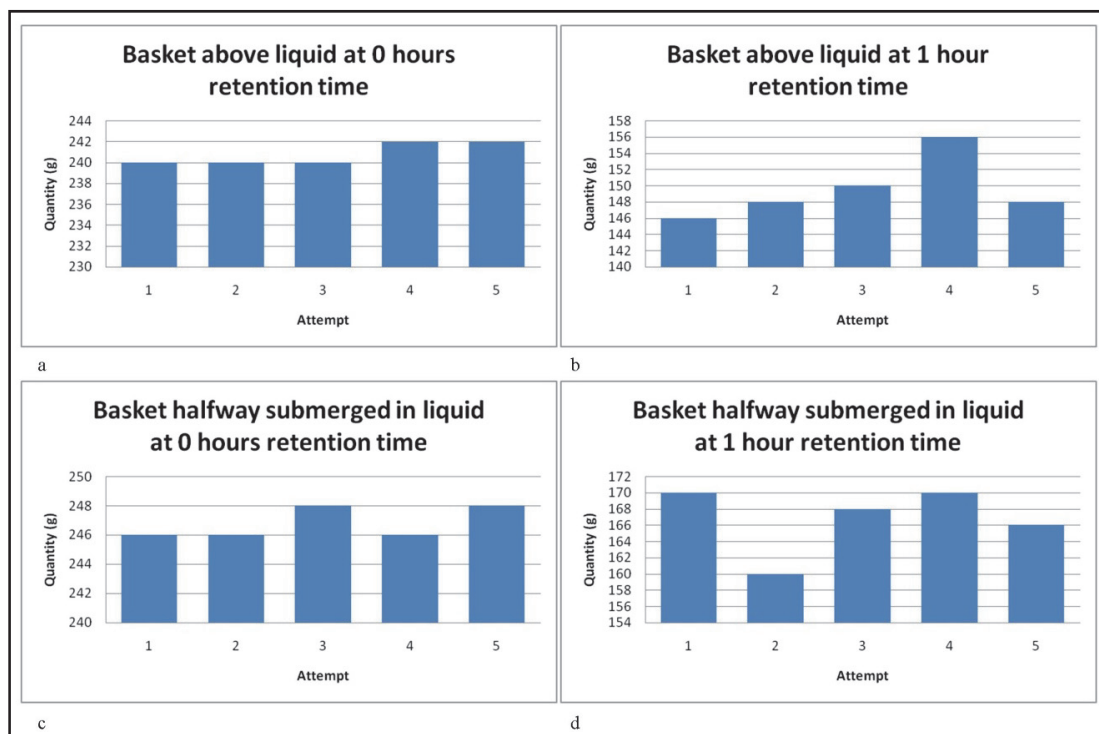 Basket above liquid at 0 hours
retention time
Quantity (g)
244
242
240
238
236
234
232
230
1 2 3 4 5
Attempt
a
Basket above liquid at 1 hour
retention time
Quantity (g)
158
156
154
152
150
148
146
144
142
140
1 2 3 4 5
Attempt
b
Basket halfway submerged in liquid
at 0 hours retention time
Quantity (g)
250
248
246
244
242
240
1 2 3 4 5
Attempt
c
Basket halfway submerged in liquid
at 1 hour retention time
Quantity (g)
172
170
168
166
164
162
160
158
156
154
1 2 3 4 5
Attempt
d